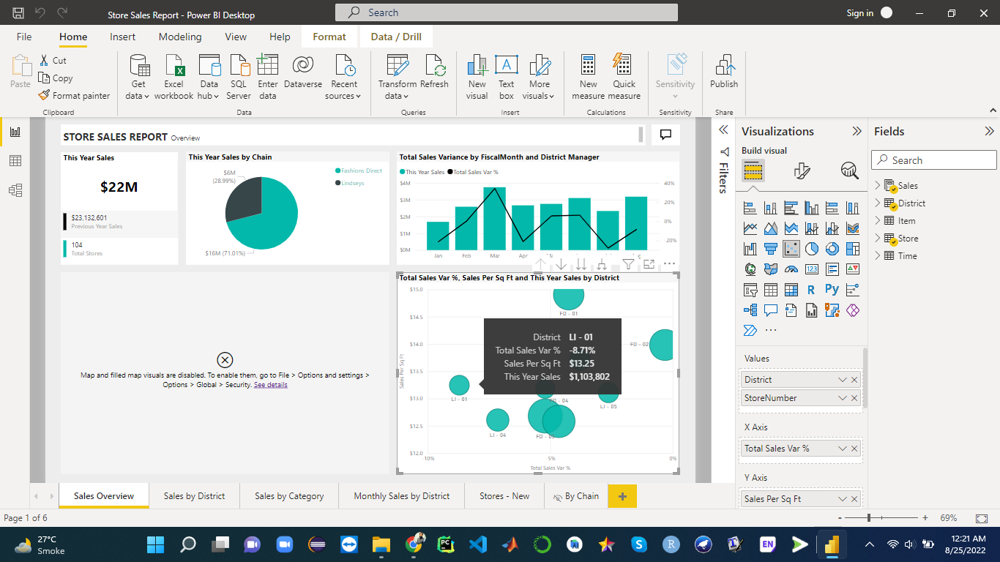 Store Sales Report - Power BI Desktop
Search
Sign in
File Home Insert Modeling View Help Format Data / Drill
Paste
Cut
Copy
Format painter
Clipboard
Get data
Excel workbook
Data hub
SQL Server
Enter data
Dataverse
Recent sources
Data
Transform data
Refresh
Queries
New visual
Text box
More visuals
Insert
New measure
Quick measure
Calculations
Sensitivity
Sensitivity
Publish
Share
STORE SALES REPORT Overview
This Year Sales
$22M
$23,132,601
Previous Year Sales
104
Total Stores
This Year Sales by Chain
$6M
(28.99%)
$16M (71.01%)
Fashions Direct
Lindseys
Total Sales Variance by FiscalMonth and District Manager
This Year Sales Total Sales Var %
$4M
$3M
$2M
$1M
$0M
40%
20%
0%
20%
Jan Feb Mar Apr
Map and filled map visuals are disabled. To enable them, go to File > Options and settings >
Options > Global > Security. See details
Total Sales Var %, Sales Per Sq Ft and This Year Sales by District
Sales Per Sq Ft
$15.0
$14.5
$14.0
$13.5
$13.0
$12.5
$12.0
FD - 01
FD - 02
LI - 01
FD - 04
LI - 05
LI - 04
FD - 03
District LI - 01
Total Sales Var % -8.71%
Sales Per Sq Ft $13.25
This Year Sales $1,103,802
10% -5% 0%
Total Sales Var %
Filters
Visualizations
Build visual
R
Py
123
Values
District
StoreNumber
X Axis
Total Sales Var %
Y Axis
Sales Per Sq Ft
Fields
Search
Sales
District
Item
Store
Time
Sales Overview
Sales by District
Sales by Category
Monthly Sales by District
Stores - New
By Chain
Page 1 of 6
69%
27°C
Smoke
PC
S
R
EN
12:21 AM
8/25/2022